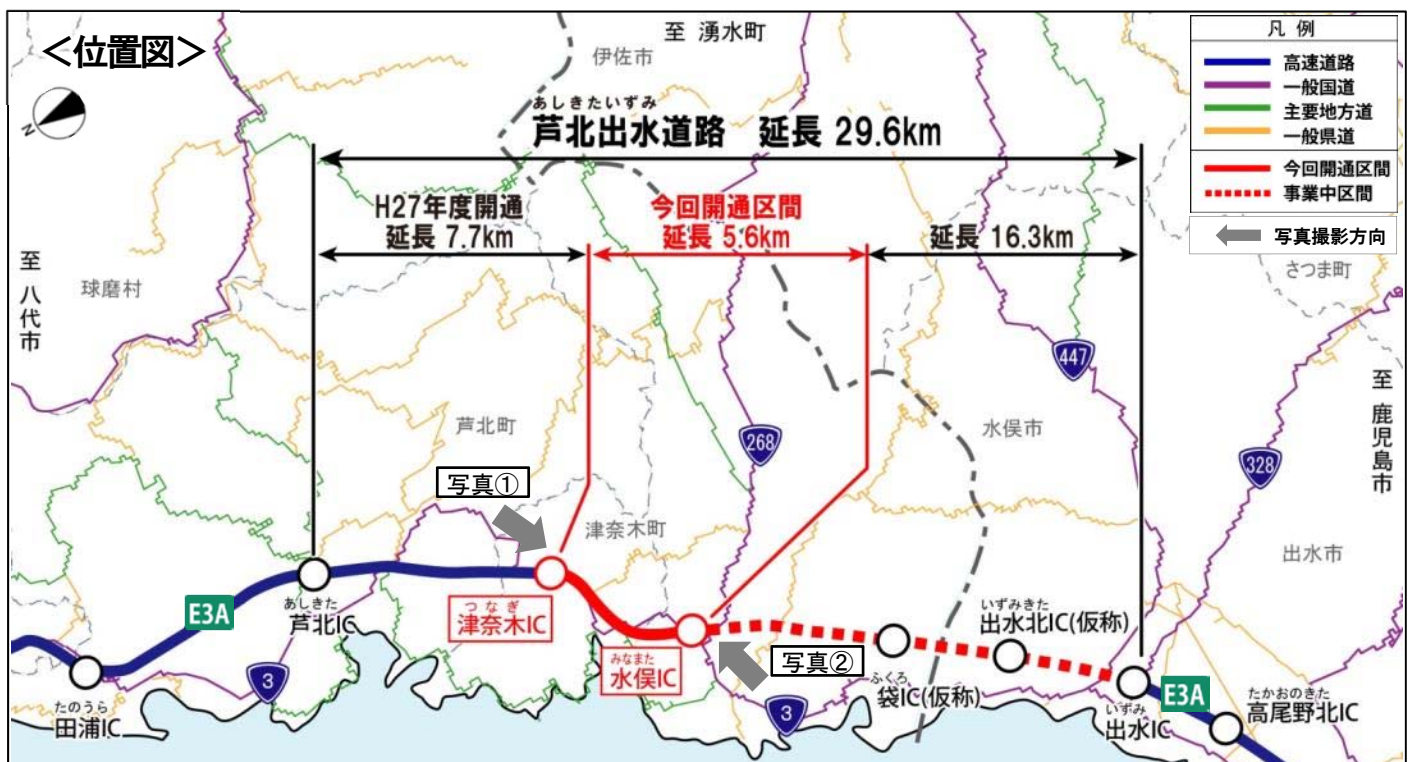 <位置図>
N
至 湧水町
伊佐市
あしきたいずみ
芦北出水道路 延長 29.6km
H27年度開通
延長 7.7km
今回開通区間
延長 5.6km
延長 16.3km
凡 例
高速道路
一般国道
主要地方道
一般県道
今回開通区間
事業中区間
写真撮影方向
至 八代市
球磨村
さつま町
447
至 鹿児島市
芦北町
268
水俣市
328
写真①
津奈木町
出水市
E3A
あしきた
芦北IC
つなぎ
津奈木IC
みなまた
水俣IC
写真②
いずみきた
出水北IC(仮称)
ふくろ
袋IC(仮称)
3
3
たのうら
田浦IC
いずみ
出水IC
E3A
たかおのきた
高尾野北IC